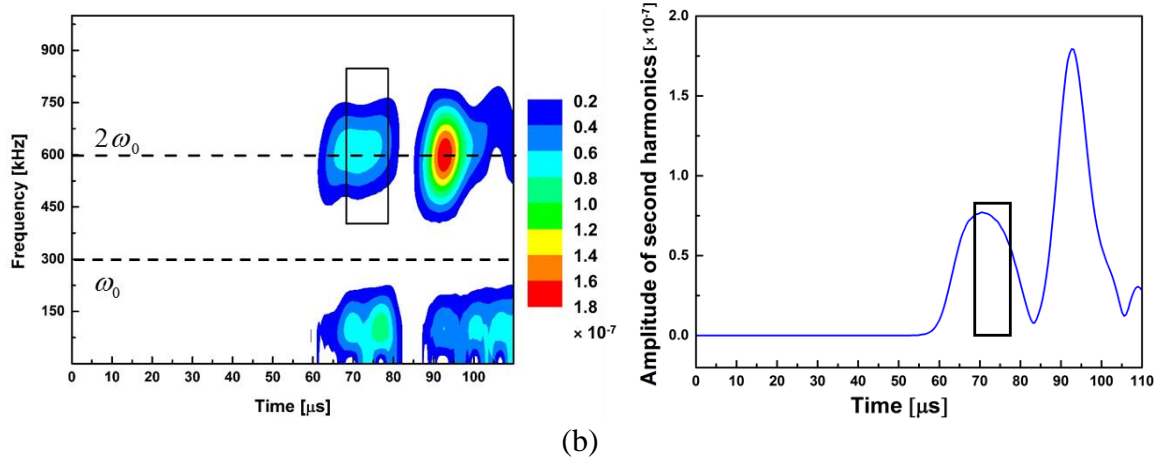 900
750
600
450
300
150
Frequency [kHz]
2ω₀
ω₀
0 10 20 30 40 50 60 70 80 90 100
Time [μs]
0.2
0.4
0.6
0.8
1.0
1.2
1.4
1.6
1.8
× 10⁻⁷
Amplitude of second harmonics [×10⁻⁷]
2.0
1.5
1.0
0.5
0.0
0 10 20 30 40 50 60 70 80 90 100 110
Time [μs]
(b)